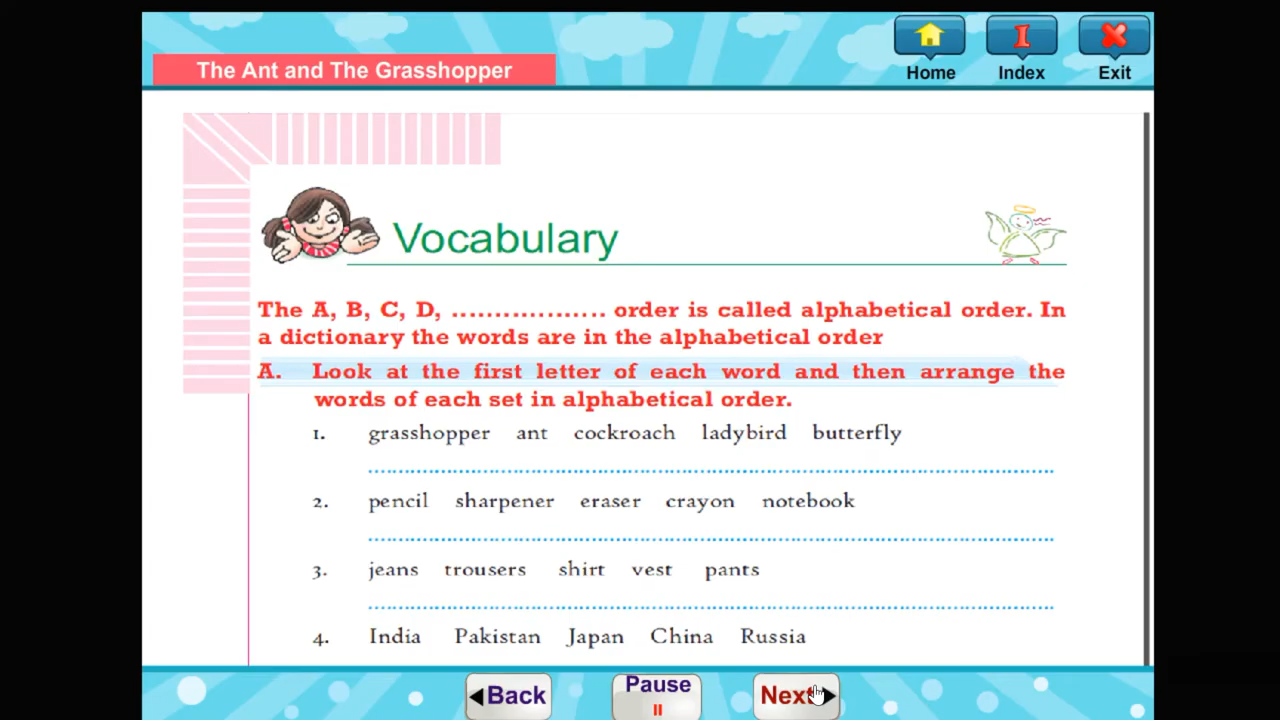 The Ant and The Grasshopper
Home
Index
Exit
Vocabulary
The A, B, C, D, .................... order is called alphabetical order. In
a dictionary the words are in the alphabetical order
A. Look at the first letter of each word and then arrange the
words of each set in alphabetical order.
1. grasshopper ant cockroach ladybird butterfly
2. pencil sharpener eraser crayon notebook
3. jeans trousers shirt vest pants
4. India Pakistan Japan China Russia
Back
Pause
Next